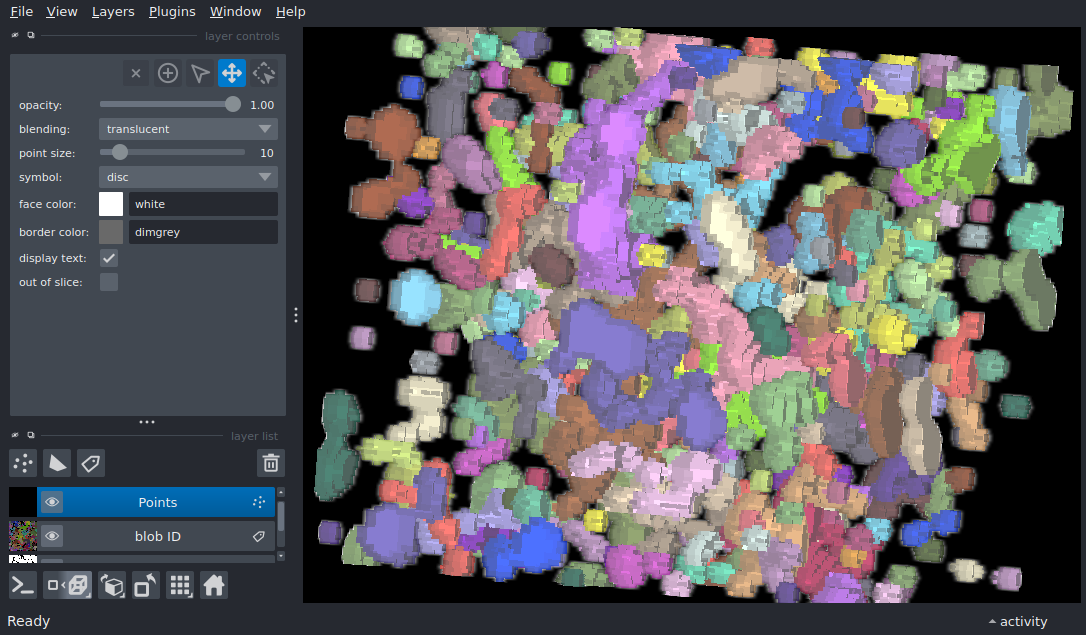 File View Layers Plugins Window Help
layer controls
opacity: 1.00
blending: translucent
point size: 10
symbol: disc
face color: white
border color: dimgrey
display text:
out of slice:
layer list
Points
blob ID
Ready activity